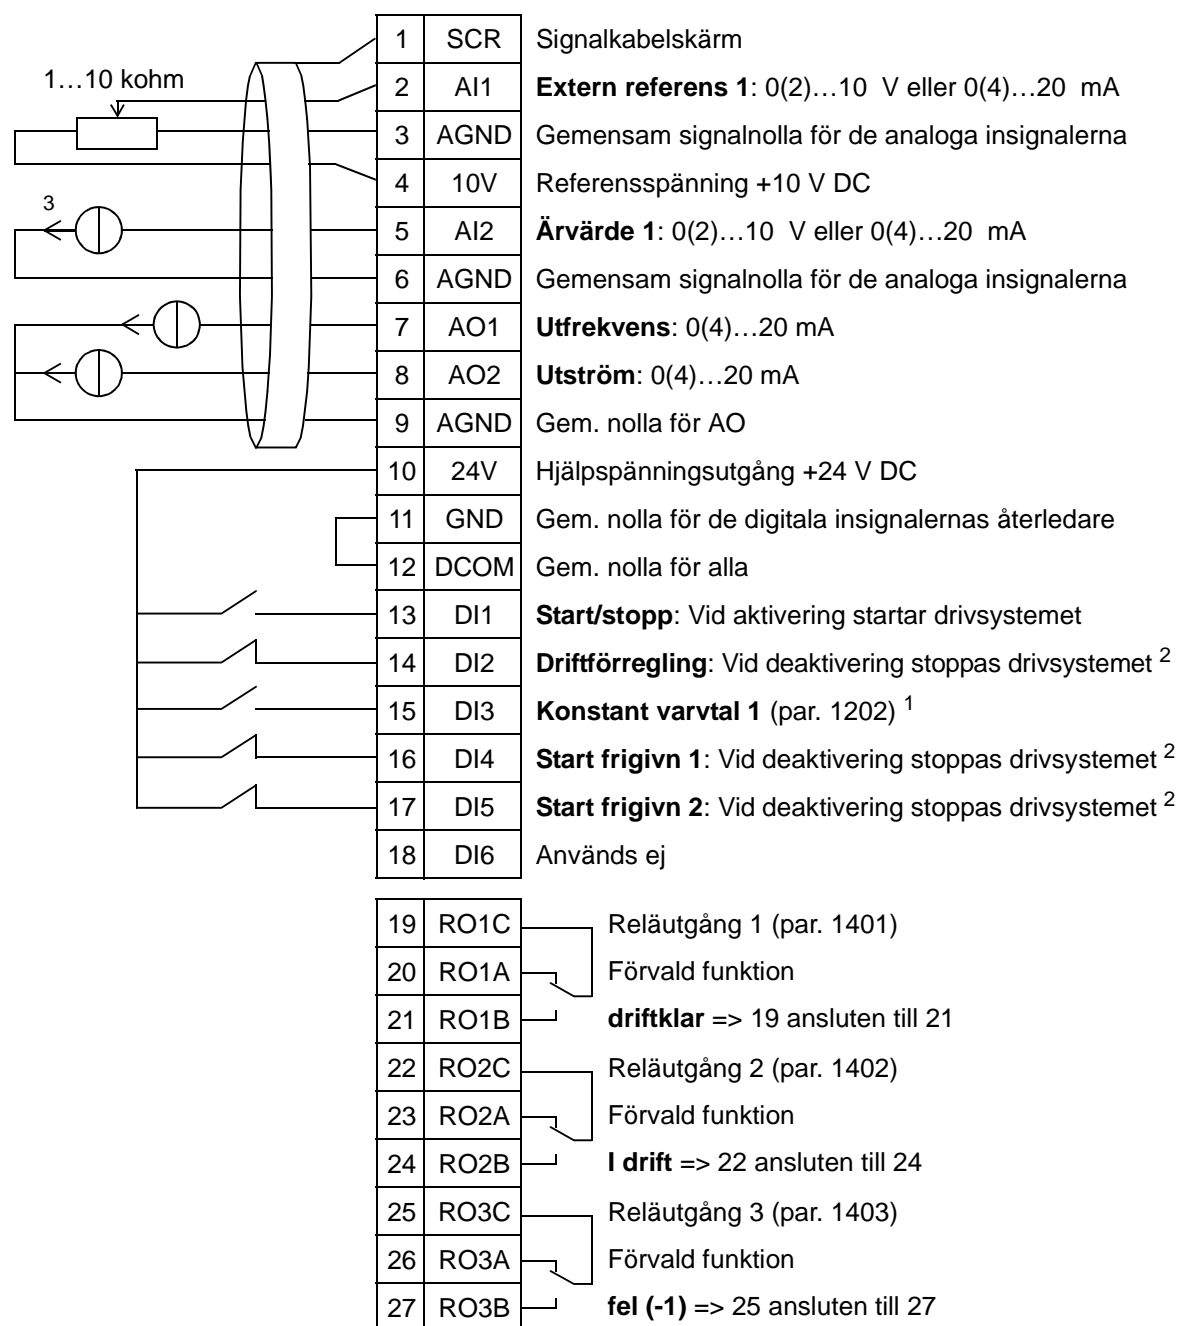 1 SCR Signalkabelskärm
1…10 kohm
2 AI1 Extern referens 1: 0(2)…10 V eller 0(4)…20 mA
3 AGND Gemensam signalnolla för de analoga insignalerna
4 10V Referensspänning +10 V DC
3
5 AI2 Ärvärde 1: 0(2)…10 V eller 0(4)…20 mA
6 AGND Gemensam signalnolla för de analoga insignalerna
7 AO1 Utfrekvens: 0(4)…20 mA
8 AO2 Utström: 0(4)…20 mA
9 AGND Gem. nolla för AO
10 24V Hjälpspänningsutgång +24 V DC
11 GND Gem. nolla för de digitala insignalernas återledare
12 DCOM Gem. nolla för alla
13 DI1 Start/stopp: Vid aktivering startar drivsystemet
14 DI2 Driftförregling: Vid deaktivering stoppas drivsystemet 2
15 DI3 Konstant varvtal 1 (par. 1202) 1
16 DI4 Start frigivn 1: Vid deaktivering stoppas drivsystemet 2
17 DI5 Start frigivn 2: Vid deaktivering stoppas drivsystemet 2
18 DI6 Används ej
19 RO1C Reläutgång 1 (par. 1401)
20 RO1A Förvald funktion
21 RO1B driftklar => 19 ansluten till 21
22 RO2C Reläutgång 2 (par. 1402)
23 RO2A Förvald funktion
24 RO2B I drift => 22 ansluten till 24
25 RO3C Reläutgång 3 (par. 1403)
26 RO3A Förvald funktion
27 RO3B fel (-1) => 25 ansluten till 27